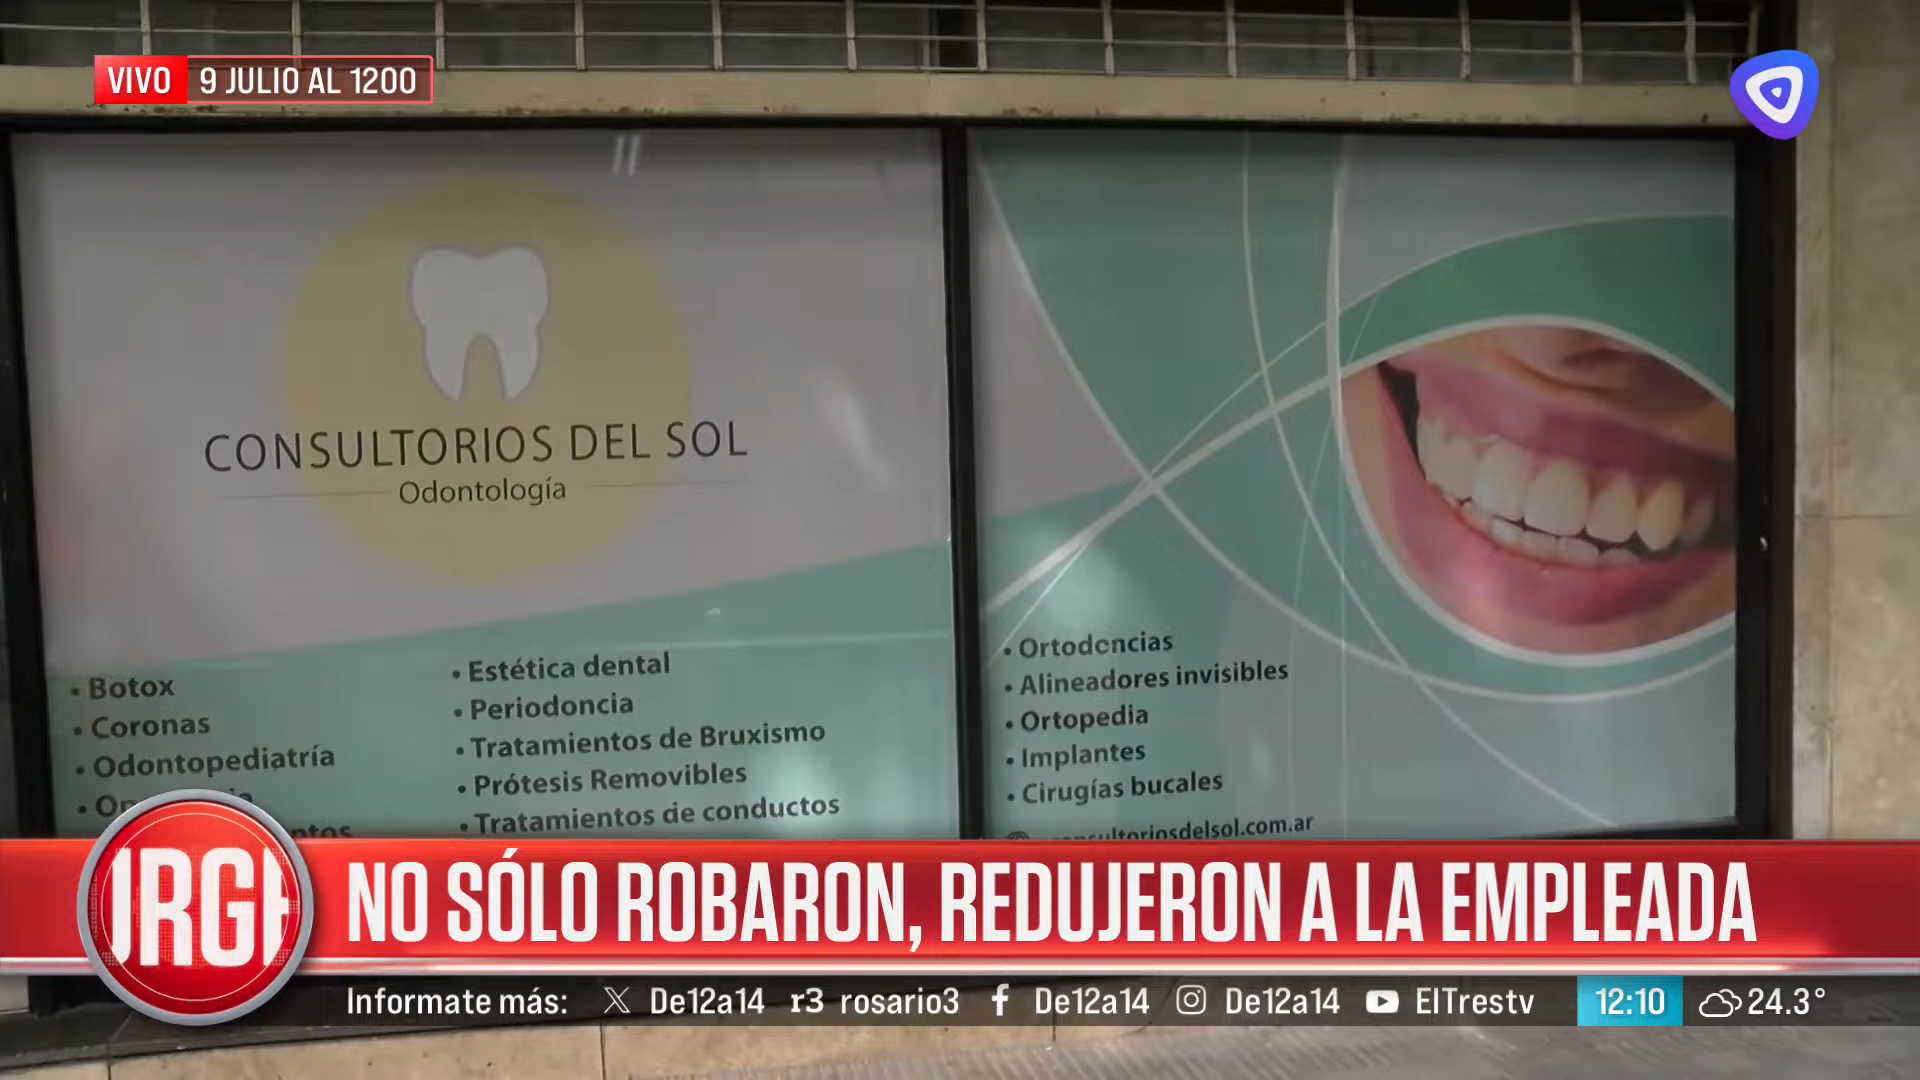 VIVO 9 JULIO AL 1200
CONSULTORIOS DEL SOL
Odontología
• Botox
• Coronas
• Odontopediatría
• Estética dental
• Periodoncia
• Tratamientos de Bruxismo
• Prótesis Removibles
• Tratamientos de conductos
• Ortodoncias
• Alineadores invisibles
• Ortopedia
• Implantes
• Cirugías bucales
NO SÓLO ROBARON, REDUJERON A LA EMPLEADA
Informate más: De12a14 r3 rosario3 De12a14 De12a14 ElTrestv 12:10 24.3°